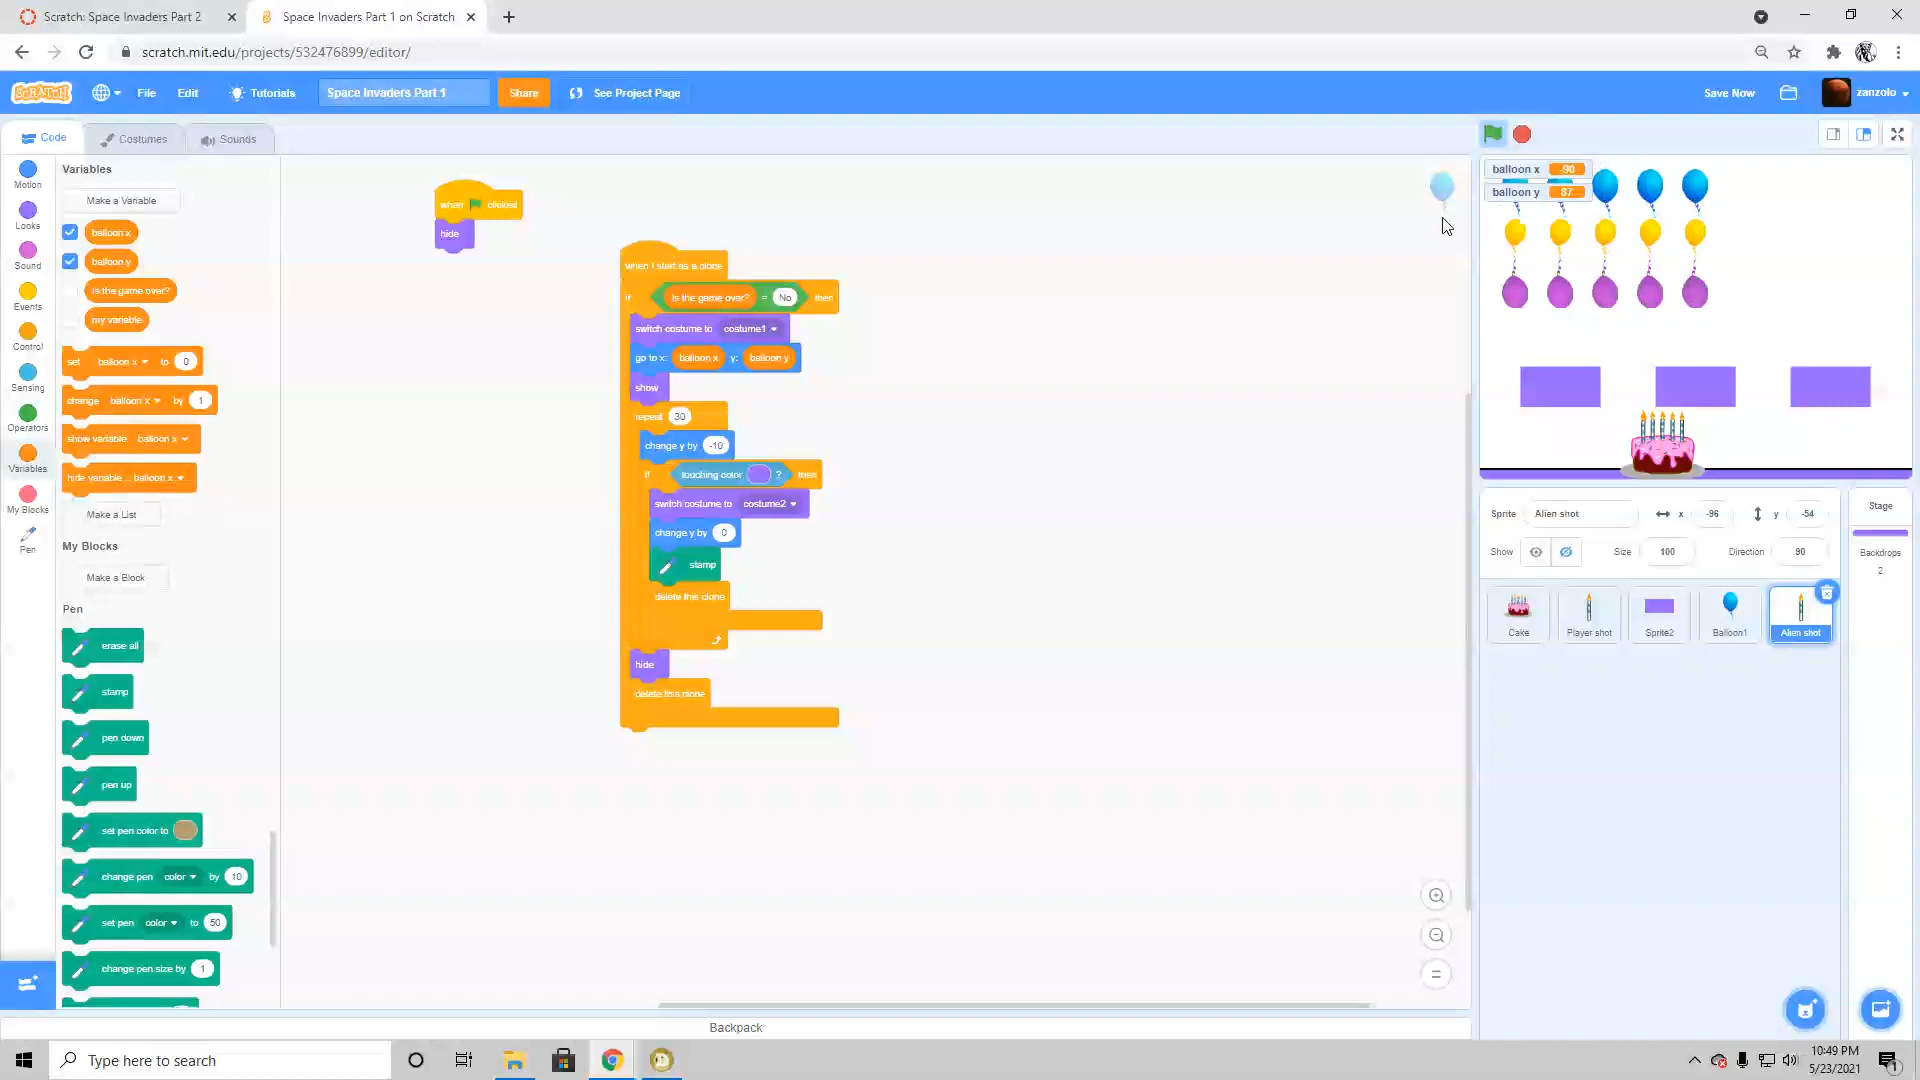 Scratch: Space Invaders Part 2
Space Invaders Part 1 on Scratch
scratch.mit.edu/projects/532476899/editor/
SCRATCH
File
Edit
Tutorials
Space Invaders Part 1
Share
See Project Page
Save Now
zanzolo
Code
Costumes
Sounds
Motion
Looks
Sound
Events
Control
Sensing
Operators
Variables
My Blocks
Pen
Variables
Make a Variable
balloon x
balloon y
Is the game over?
my variable
set balloon x to 0
change balloon x by 1
show variable balloon x
hide variable balloon x
Make a List
My Blocks
Make a Block
Pen
erase all
stamp
pen down
pen up
set pen color to
change pen color by 10
set pen color to 50
change pen size by 1
when clicked
hide
when I start as a clone
if Is the game over? = No then
switch costume to costume1
go to x: balloon x y: balloon y
show
repeat 30
change y by -10
if touching color ? then
switch costume to costume2
change y by 0
stamp
delete this clone
hide
delete this clone
balloon x -90
balloon y 87
Sprite Alien shot x -96 y -54
Show Size 100 Direction 90
Cake
Player shot
Sprite2
Balloon1
Alien shot
Stage
Backdrops
2
Backpack
Type here to search
10:49 PM
5/23/2021
1